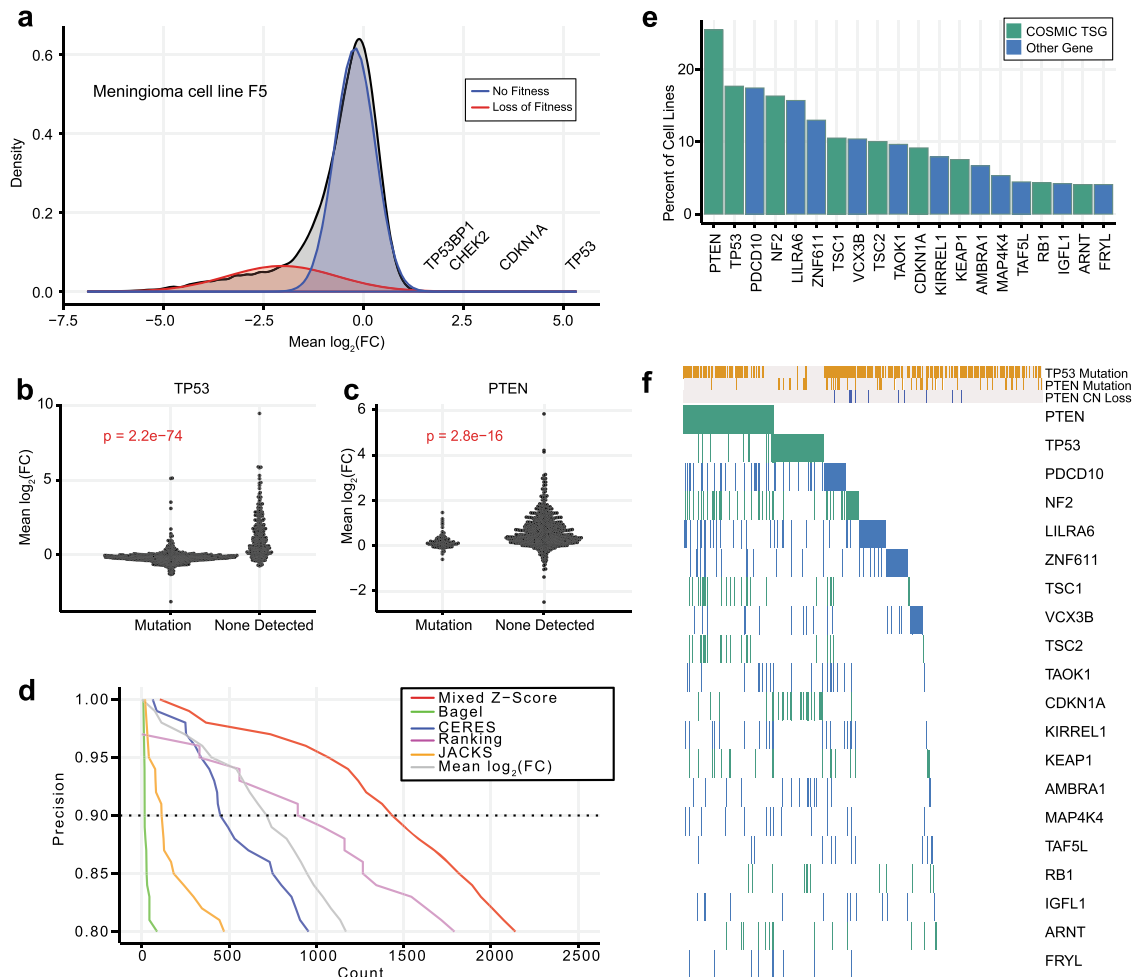 a
0.6
0.4
0.2
0.0
Density
Meningioma cell line F5
No Fitness
Loss of Fitness
TP53BP1
CHEK2
CDKN1A
TP53
−7.5
−5.0
−2.5
0.0
2.5
5.0
Mean log2(FC)
b
TP53
10
5
0
Mean log2(FC)
p = 2.2e−74
Mutation
None Detected
c
PTEN
6
4
2
0
−2
Mean log2(FC)
p = 2.8e−16
Mutation
None Detected
d
1.00
0.95
0.90
0.85
0.80
Precision
Mixed Z−Score
Bagel
CERES
Ranking
JACKS
Mean log2(FC)
0
500
1000
1500
2000
2500
Count
e
20
10
0
Percent of Cell Lines
COSMIC TSG
Other Gene
PTEN
TP53
PDCD10
NF2
LILRA6
ZNF611
TSC1
VCX3B
TSC2
TAOK1
CDKN1A
KIRREL1
KEAP1
AMBRA1
MAP4K4
TAF5L
RB1
IGFL1
ARNT
FRYL
f
TP53 Mutation
PTEN Mutation
PTEN CN Loss
PTEN
TP53
PDCD10
NF2
LILRA6
ZNF611
TSC1
VCX3B
TSC2
TAOK1
CDKN1A
KIRREL1
KEAP1
AMBRA1
MAP4K4
TAF5L
RB1
IGFL1
ARNT
FRYL